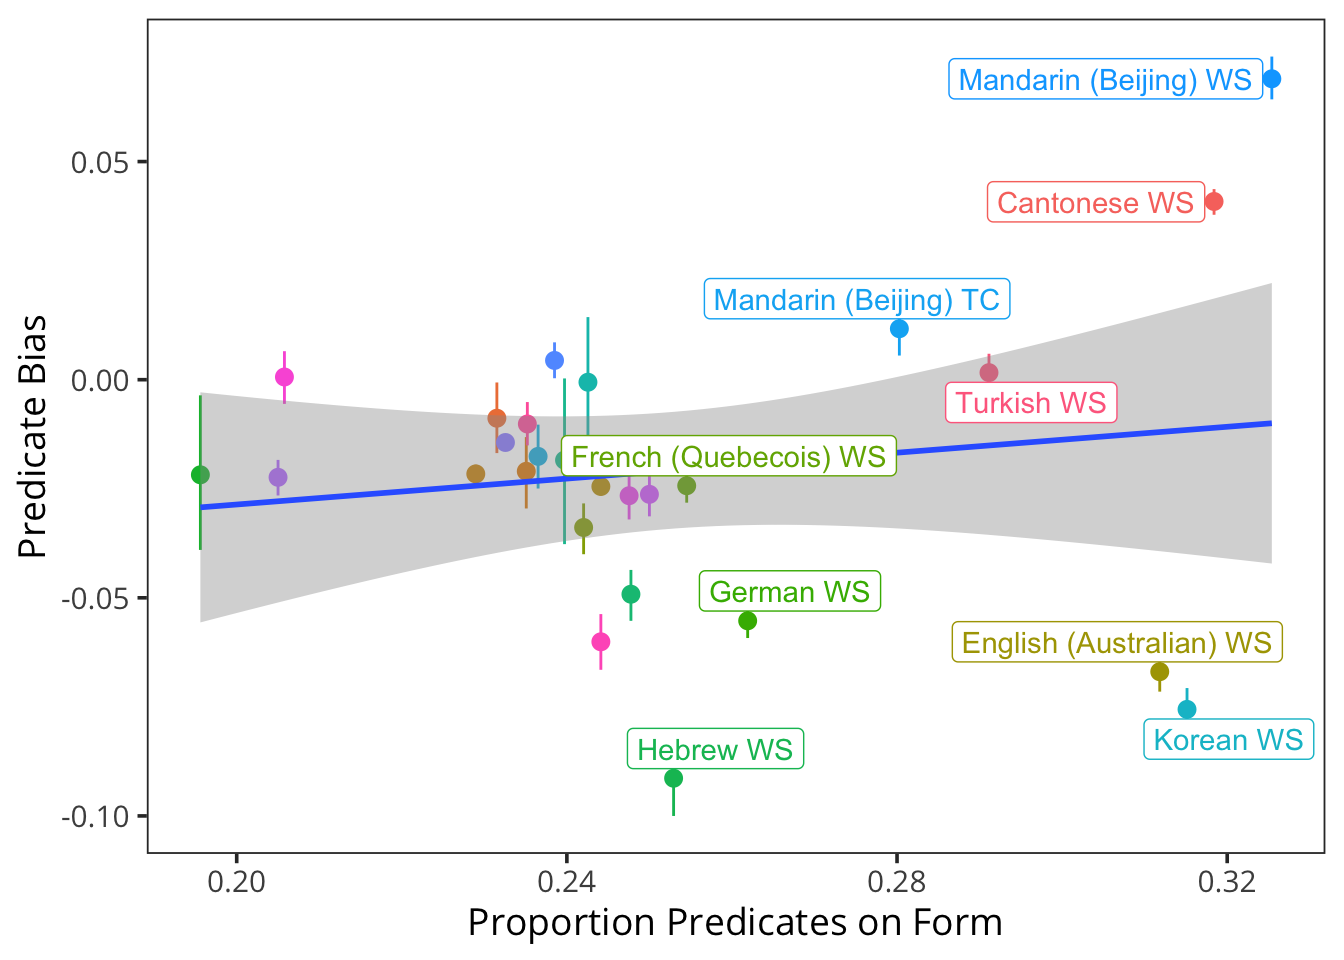 Mandarin (Beijing) WS
0.05
Cantonese WS
Mandarin (Beijing) TC
0.00
Turkish WS
French (Quebecois) WS
Predicate Bias
German WS
-0.05
English (Australian) WS
Korean WS
Hebrew WS
-0.10
0.20 0.24 0.28 0.32
Proportion Predicates on Form